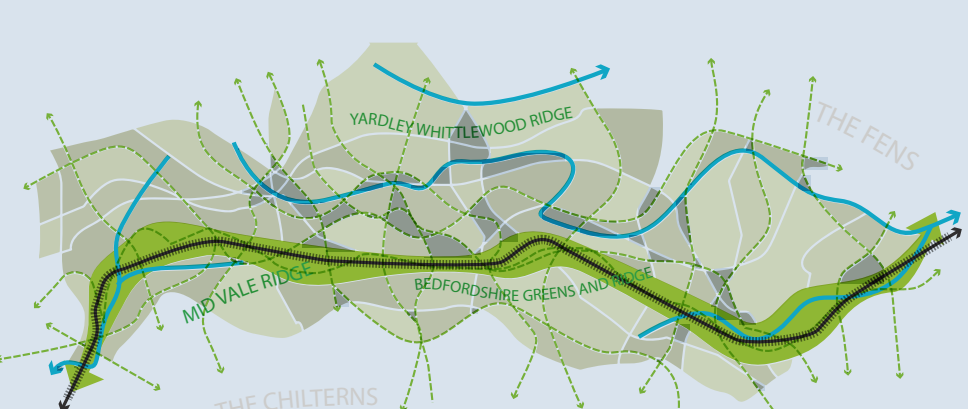 YARDLEY WHITTLEWOOD RIDGE
THE FENS
MID VALE RIDGE
BEDFORDSHIRE GREENS AND RIDGE
THE CHILTERNS